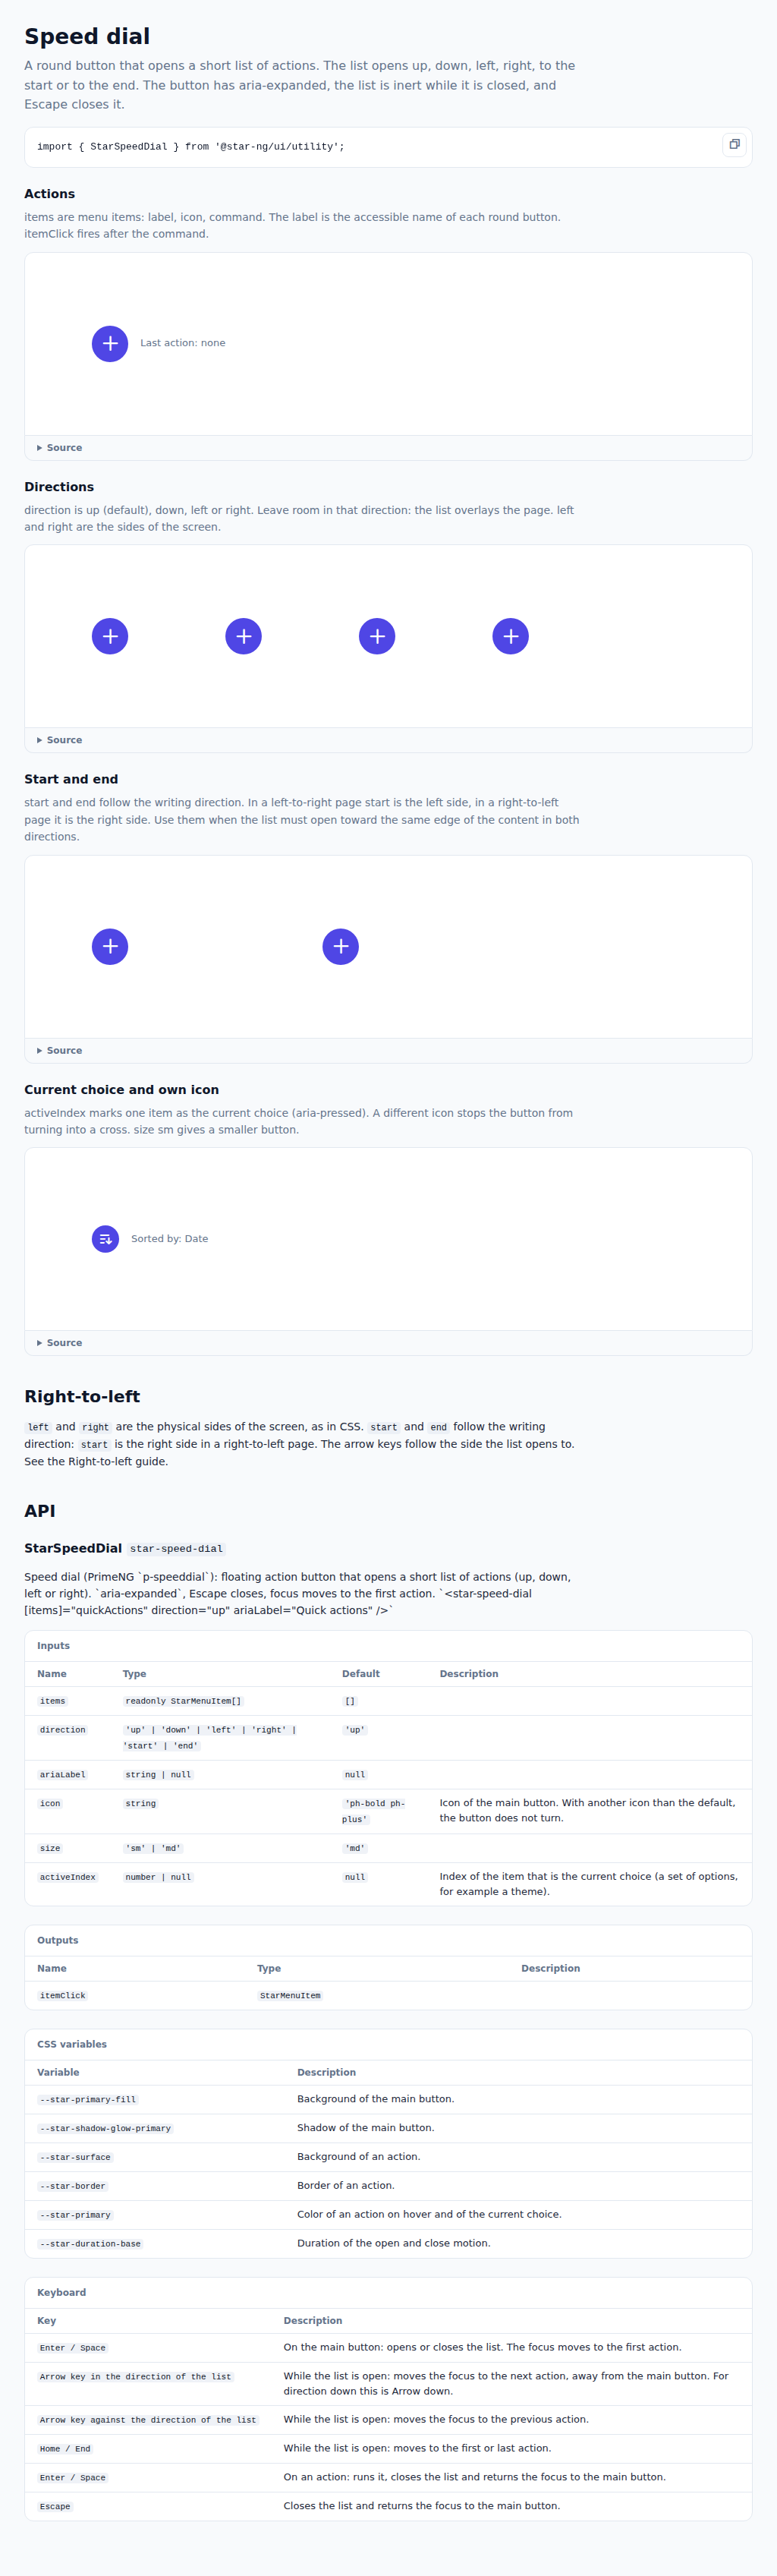 Speed dial
A round button that opens a short list of actions. The list opens up, down, left, right, to the
start or to the end. The button has aria-expanded, the list is inert while it is closed, and
Escape closes it.
import { StarSpeedDial } from '@star-ng/ui/utility';
Actions
items are menu items: label, icon, command. The label is the accessible name of each round button.
itemClick fires after the command.
Last action: none
Source
Directions
direction is up (default), down, left or right. Leave room in that direction: the list overlays the page. left
and right are the sides of the screen.
Source
Start and end
start and end follow the writing direction. In a left-to-right page start is the left side, in a right-to-left
page it is the right side. Use them when the list must open toward the same edge of the content in both
directions.
Source
Current choice and own icon
activeIndex marks one item as the current choice (aria-pressed). A different icon stops the button from
turning into a cross. size sm gives a smaller button.
Sorted by: Date
Source
Right-to-left
left and right are the physical sides of the screen, as in CSS. start and end follow the writing
direction: start is the right side in a right-to-left page. The arrow keys follow the side the list opens to.
See the Right-to-left guide.
API
StarSpeedDial star-speed-dial
Speed dial (PrimeNG `p-speeddial`): floating action button that opens a short list of actions (up, down,
left or right). `aria-expanded`, Escape closes, focus moves to the first action. `<star-speed-dial
[items]="quickActions" direction="up" ariaLabel="Quick actions" />`
Inputs
Name Type Default Description
items readonly StarMenuItem[] []
direction 'up' | 'down' | 'left' | 'right' | 'up'
'start' | 'end'
ariaLabel string | null null
icon string 'ph-bold ph- Icon of the main button. With another icon than the default,
plus' the button does not turn.
size 'sm' | 'md' 'md'
activeIndex number | null null Index of the item that is the current choice (a set of options,
for example a theme).
Outputs
Name Type Description
itemClick StarMenuItem
CSS variables
Variable Description
--star-primary-fill Background of the main button.
--star-shadow-glow-primary Shadow of the main button.
--star-surface Background of an action.
--star-border Border of an action.
--star-primary Color of an action on hover and of the current choice.
--star-duration-base Duration of the open and close motion.
Keyboard
Key Description
Enter / Space On the main button: opens or closes the list. The focus moves to the first action.
Arrow key in the direction of the list While the list is open: moves the focus to the next action, away from the main button. For
direction down this is Arrow down.
Arrow key against the direction of the list While the list is open: moves the focus to the previous action.
Home / End While the list is open: moves to the first or last action.
Enter / Space On an action: runs it, closes the list and returns the focus to the main button.
Escape Closes the list and returns the focus to the main button.